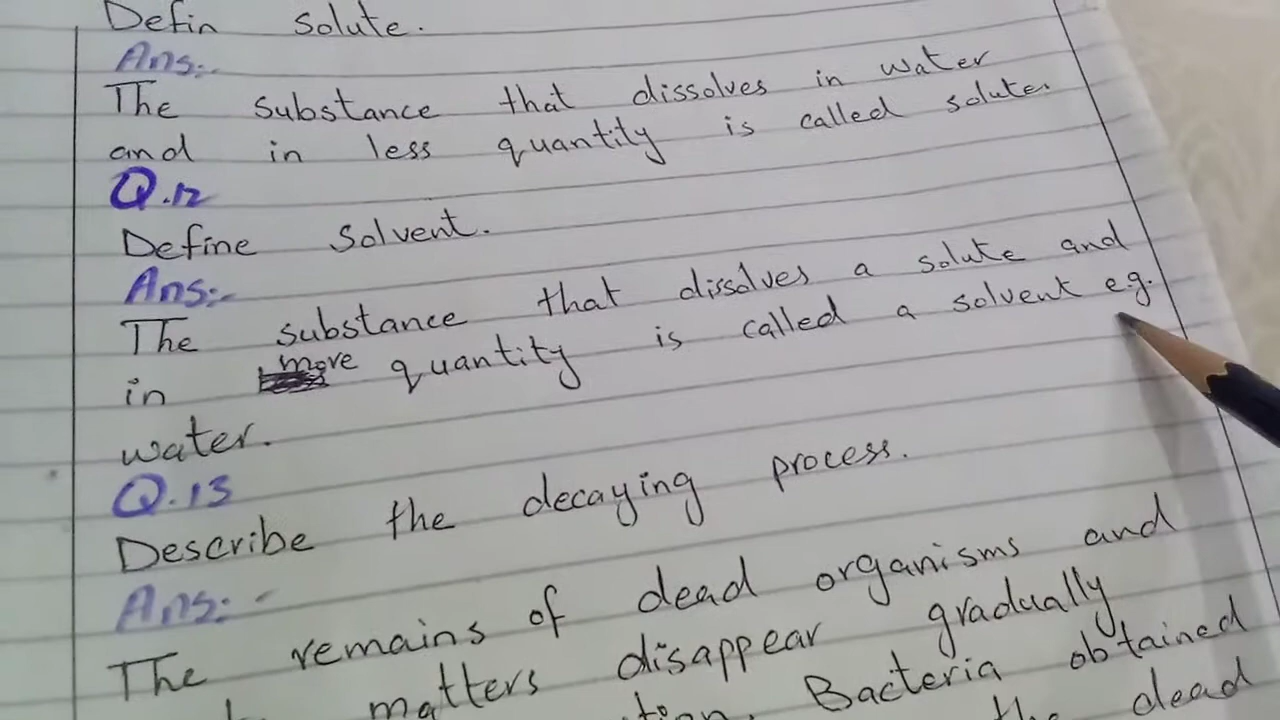 Defin solute.
Ans:-
The substance that dissolves in water
and in less quantity is called solute.
Q.12
Define Solvent.
Ans:-
The substance that dissolves a solute and
in more quantity is called a solvent e.g.
water.
Q.13
Describe the decaying process.
Ans:-
The remains of dead organisms and
matters disappear gradually
Bacteria obtained
the dead